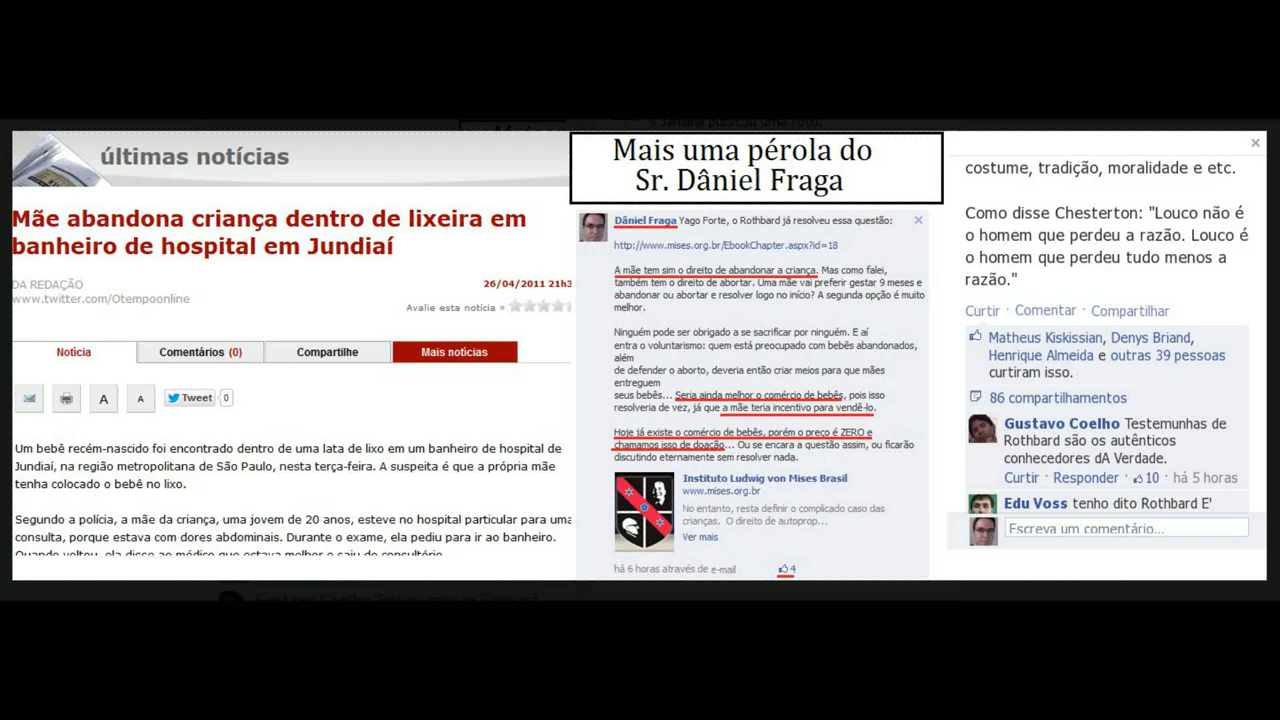 últimas notícias
Mãe abandona criança dentro de lixeira em
banheiro de hospital em Jundiaí
DA REDAÇÃO
www.twitter.com/Otempoonline
26/04/2011 21h3
Avalie esta notícia »
Notícia
Comentários (0)
Compartilhe
Mais notícias
A
A
Tweet
0
Um bebê recém-nascido foi encontrado dentro de uma lata de lixo em um banheiro de hospital de
Jundiaí, na região metropolitana de São Paulo, nesta terça-feira. A suspeita é que a própria mãe
tenha colocado o bebê no lixo.
Segundo a polícia, a mãe da criança, uma jovem de 20 anos, esteve no hospital particular para uma
consulta, porque estava com dores abdominais. Durante o exame, ela pediu para ir ao banheiro.
Quando voltou, ela disse ao médico que estava melhor e saiu do consultório.
Mais uma pérola do
Sr. Dâniel Fraga
Dâniel Fraga Yago Forte, o Rothbard já resolveu essa questão:
http://www.mises.org.br/EbookChapter.aspx?id=18
A mãe tem sim o direito de abandonar a criança. Mas como falei,
também tem o direito de abortar. Uma mãe vai preferir gestar 9 meses e
abandonar ou abortar e resolver logo no início? A segunda opção é muito
melhor.
Ninguém pode ser obrigado a se sacrificar por ninguém. E aí
entra o voluntarismo: quem está preocupado com bebês abandonados,
além
de defender o aborto, deveria então criar meios para que mães
entreguem
seus bebês... Seria ainda melhor o comércio de bebês, pois isso
resolveria de vez, já que a mãe teria incentivo para vendê-lo.
Hoje já existe o comércio de bebês, porém o preço é ZERO e
chamamos isso de doação... Ou se encara a questão assim, ou ficarão
discutindo eternamente sem resolver nada.
Instituto Ludwig von Mises Brasil
www.mises.org.br
No entanto, resta definir o complicado caso das
crianças. O direito de autoprop...
Ver mais
há 6 horas através de e-mail
4
costume, tradição, moralidade e etc.
Como disse Chesterton: "Louco não é
o homem que perdeu a razão. Louco é
o homem que perdeu tudo menos a
razão."
Curtir · Comentar · Compartilhar
Matheus Kiskissian, Denys Briand,
Henrique Almeida e outras 39 pessoas
curtiram isso.
86 compartilhamentos
Gustavo Coelho Testemunhas de
Rothbard são os autênticos
conhecedores dA Verdade.
Curtir · Responder · 10 · há 5 horas
Edu Voss tenho dito Rothbard E'
Escreva um comentário...